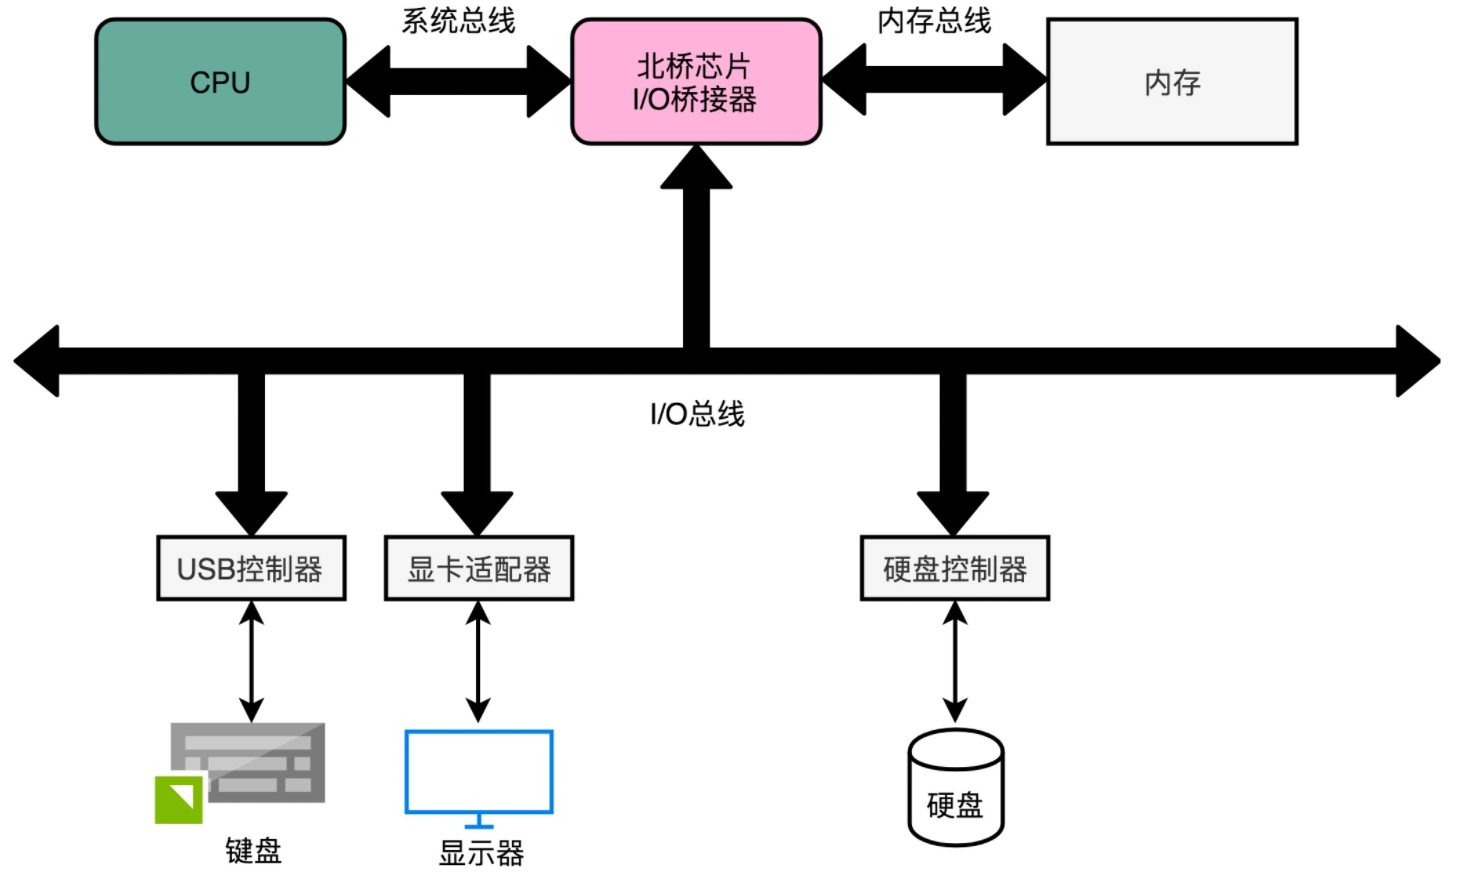 系统总线
内存总线
CPU
北桥芯片
I/O桥接器
内存
I/O总线
USB控制器
显卡适配器
硬盘控制器
键盘
显示器
硬盘